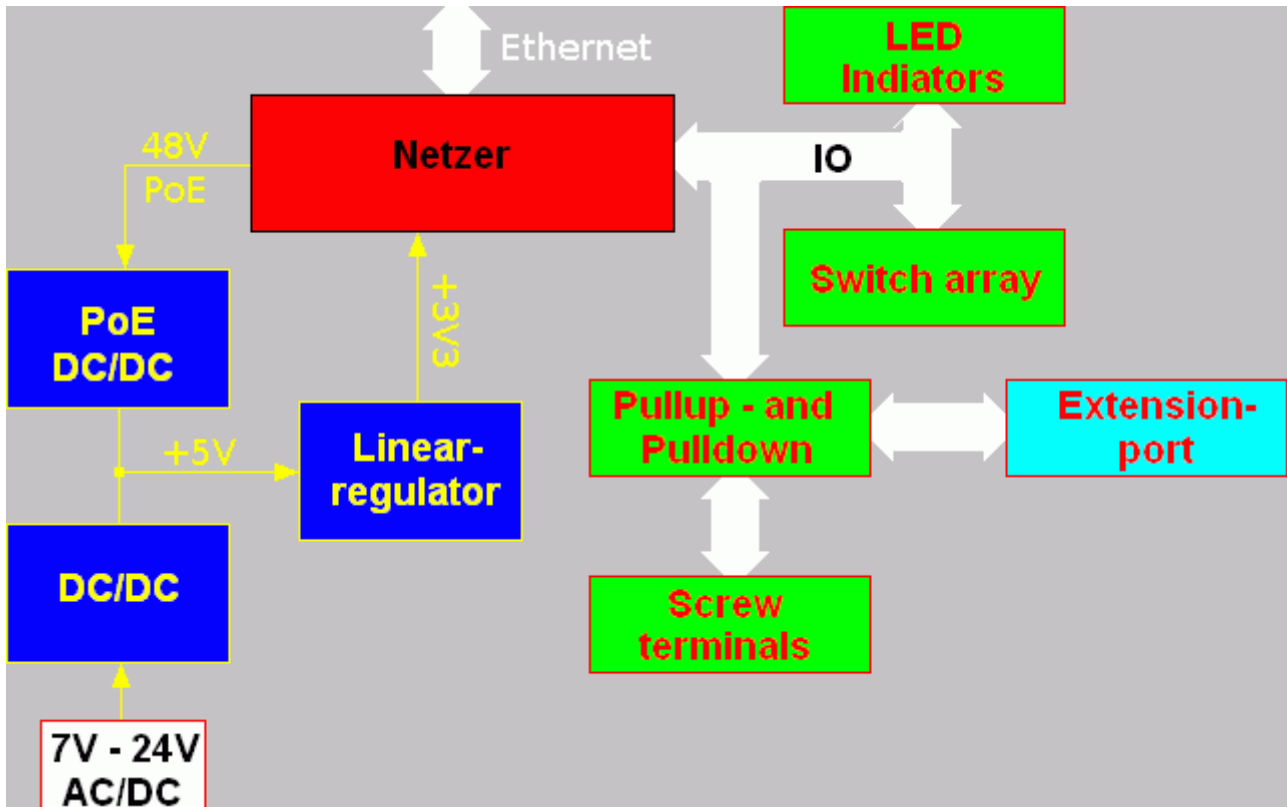 Ethernet
LED
Indiators
48V
PoE
Netzer
IO
Switch array
+3V3
PoE
DC/DC
Pullup - and
Pulldown
Extension-
port
+5V
Linear-
regulator
DC/DC
Screw
terminals
7V - 24V
AC/DC